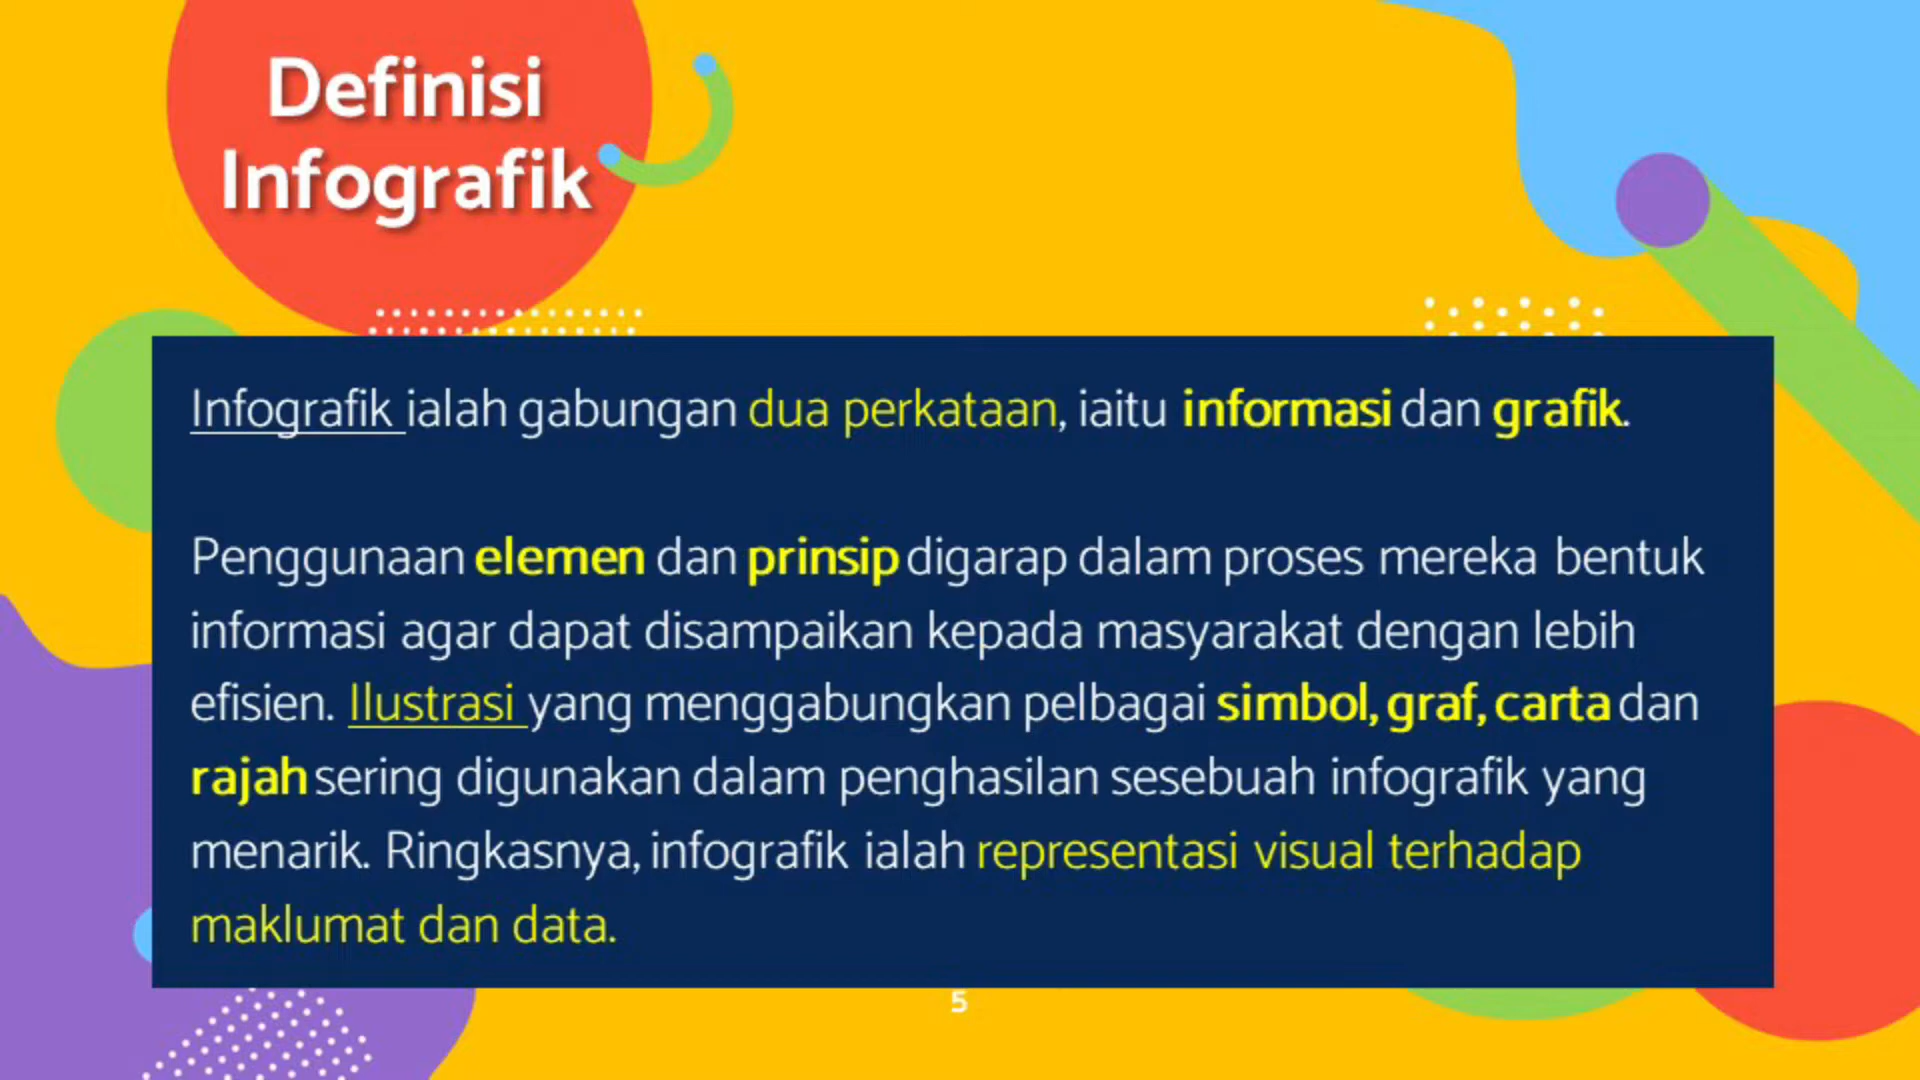 Definisi
Infografik
Infografik ialah gabungan dua perkataan, iaitu informasi dan grafik.
Penggunaan elemen dan prinsip digarap dalam proses mereka bentuk
informasi agar dapat disampaikan kepada masyarakat dengan lebih
efisien. Ilustrasi yang menggabungkan pelbagai simbol, graf, carta dan
rajah sering digunakan dalam penghasilan sesebuah infografik yang
menarik. Ringkasnya, infografik ialah representasi visual terhadap
maklumat dan data.
5